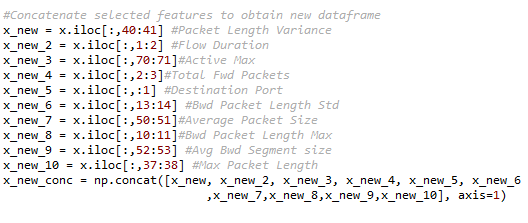 #Concatenate selected features to obtain new dataframe
x_new = x.iloc[:,40:41] #Packet Length Variance
x_new_2 = x.iloc[:,1:2] #Flow Duration
x_new_3 = x.iloc[:,70:71]#Active Max
x_new_4 = x.iloc[:,2:3]#Total Fwd Packets
x_new_5 = x.iloc[:,:1] #Destination Port
x_new_6 = x.iloc[:,13:14] #Bwd Packet Length Std
x_new_7 = x.iloc[:,50:51]#Average Packet Size
x_new_8 = x.iloc[:,10:11]#Bwd Packet Length Max
x_new_9 = x.iloc[:,52:53] #Avg Bwd Segment size
x_new_10 = x.iloc[:,37:38] #Max Packet Length
x_new_conc = np.concat([x_new, x_new_2, x_new_3, x_new_4, x_new_5, x_new_6
,x_new_7,x_new_8,x_new_9,x_new_10], axis=1)